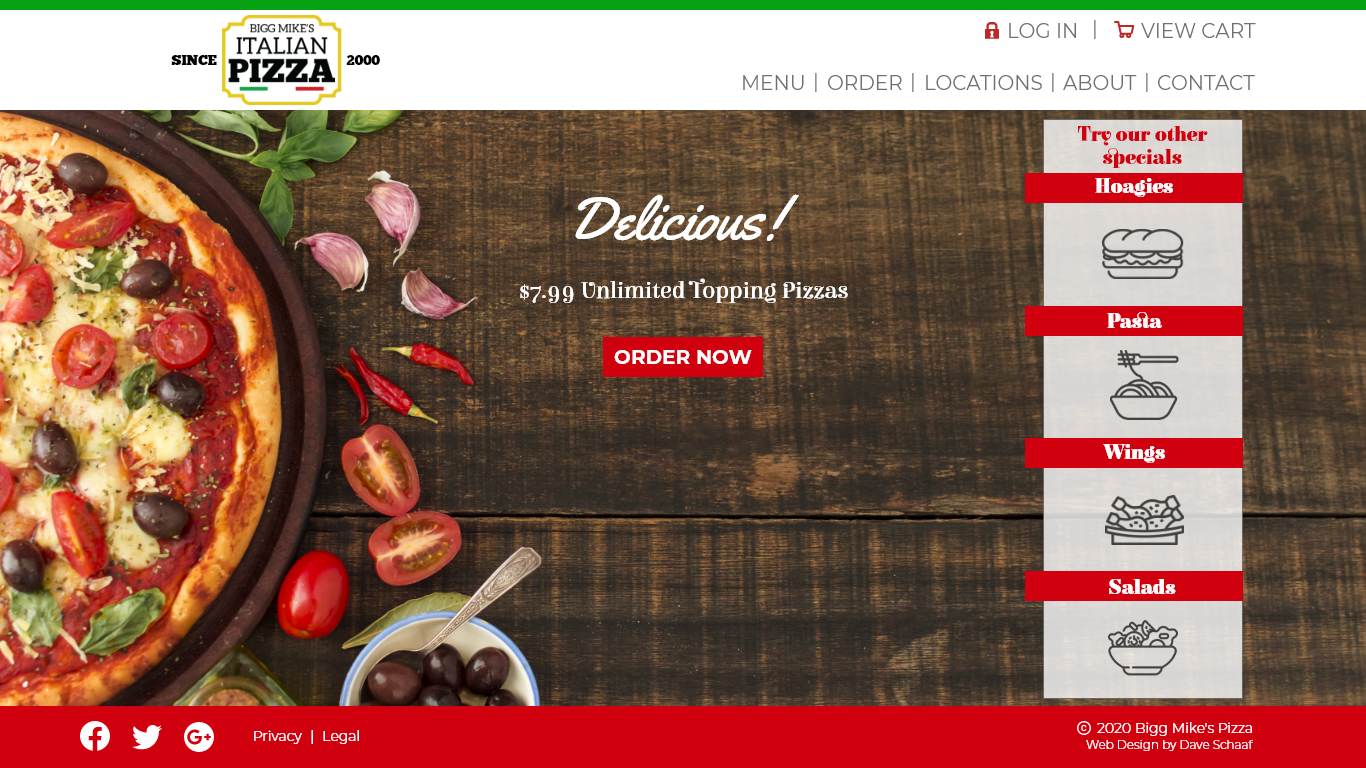 BIGG MIKE'S
ITALIAN
SINCE PIZZA 2000
LOG IN | VIEW CART
MENU | ORDER | LOCATIONS | ABOUT | CONTACT
Delicious!
$7.99 Unlimited Topping Pizzas
ORDER NOW
Try our other
specials
Hoagies
Pasta
Wings
Salads
Privacy | Legal
© 2020 Bigg Mike's Pizza
Web Design by Dave Schaaf